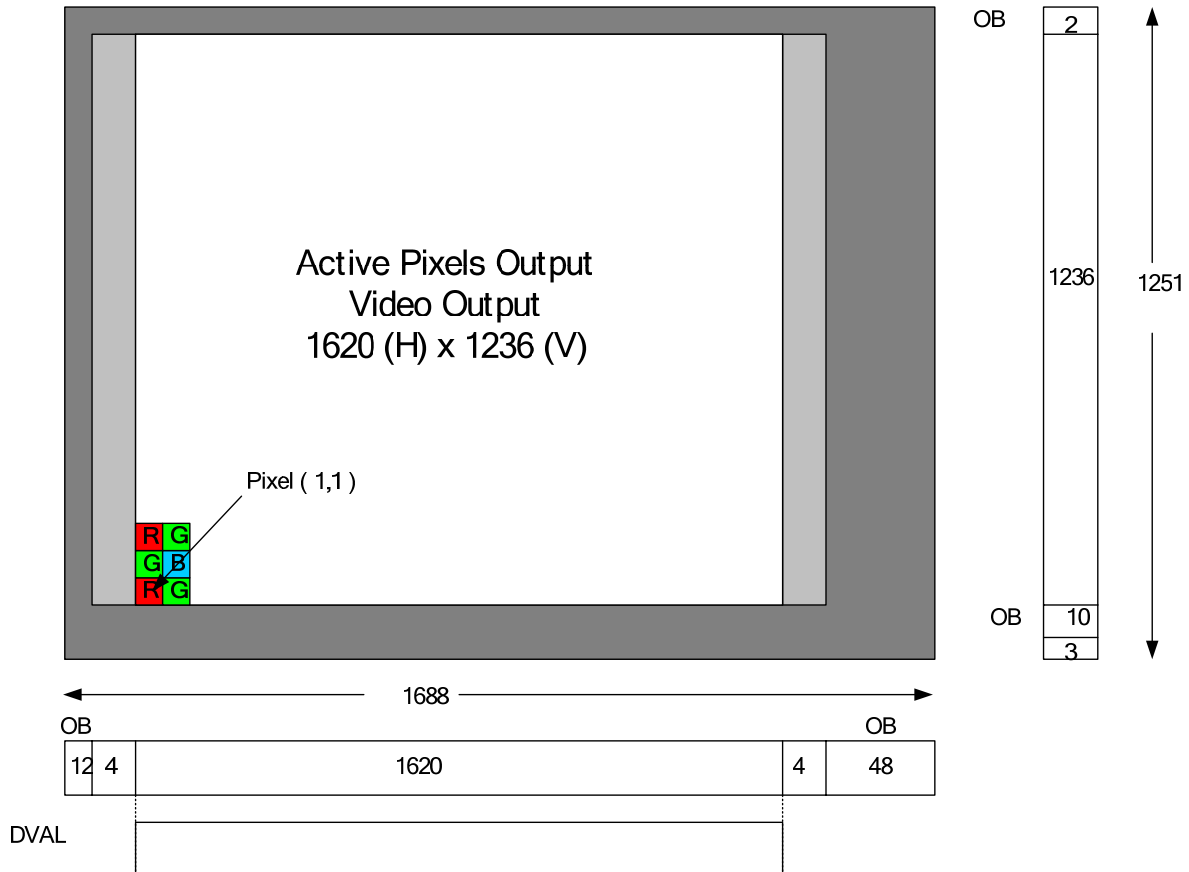 OB
2
Active Pixels Output
Video Output
1620 (H) x 1236 (V)
1236
1251
Pixel ( 1,1 )
R G
G B
R G
OB
10
3
1688
OB
OB
12
4
1620
4
48
DVAL